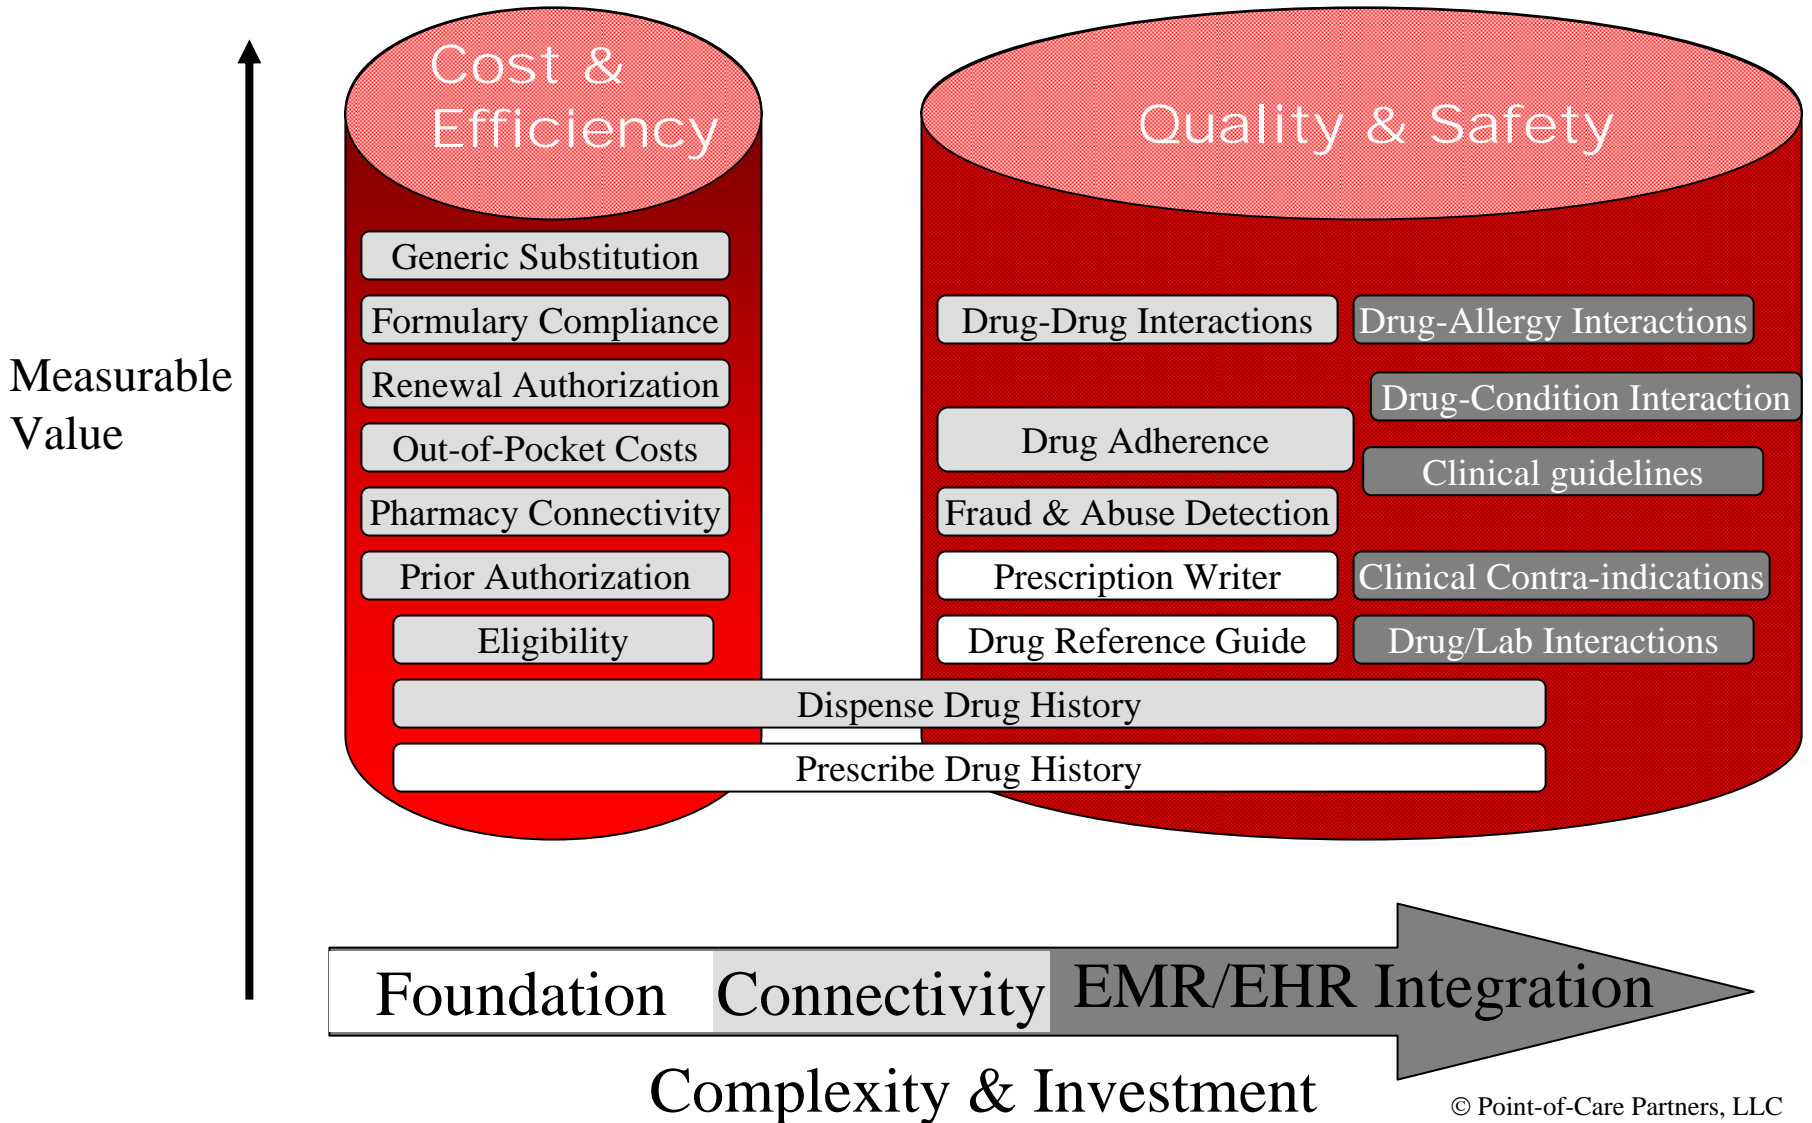 Cost &
Efficiency
Quality & Safety
Measurable
Value
Generic Substitution
Formulary Compliance
Renewal Authorization
Out-of-Pocket Costs
Pharmacy Connectivity
Prior Authorization
Eligibility
Drug-Drug Interactions
Drug Adherence
Fraud & Abuse Detection
Prescription Writer
Drug Reference Guide
Drug-Allergy Interactions
Drug-Condition Interaction
Clinical guidelines
Clinical Contra-indications
Drug/Lab Interactions
Dispense Drug History
Prescribe Drug History
Foundation Connectivity EMR/EHR Integration
Complexity & Investment
© Point-of-Care Partners, LLC